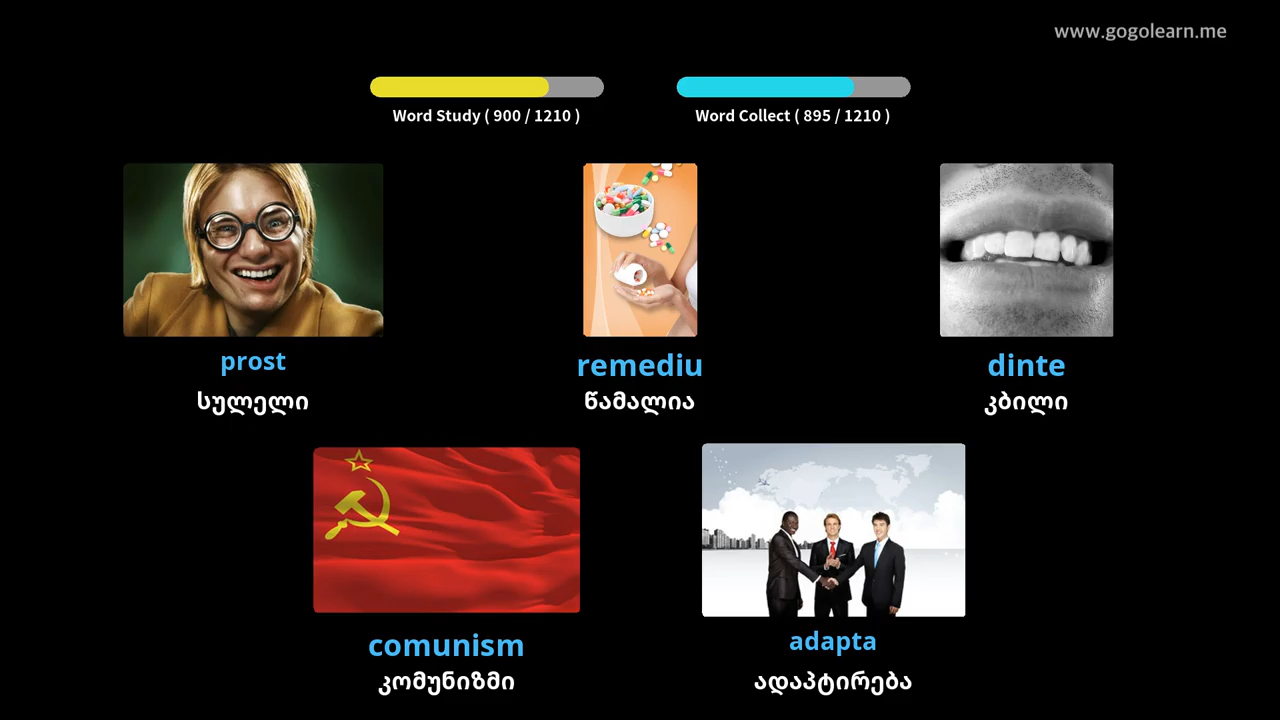 www.gogolearn.me
Word Study ( 900 / 1210 )
Word Collect ( 895 / 1210 )
prost
სულელი
remediu
წამალია
dinte
კბილი
comunism
კომუნიზმი
adapta
ადაპტირება